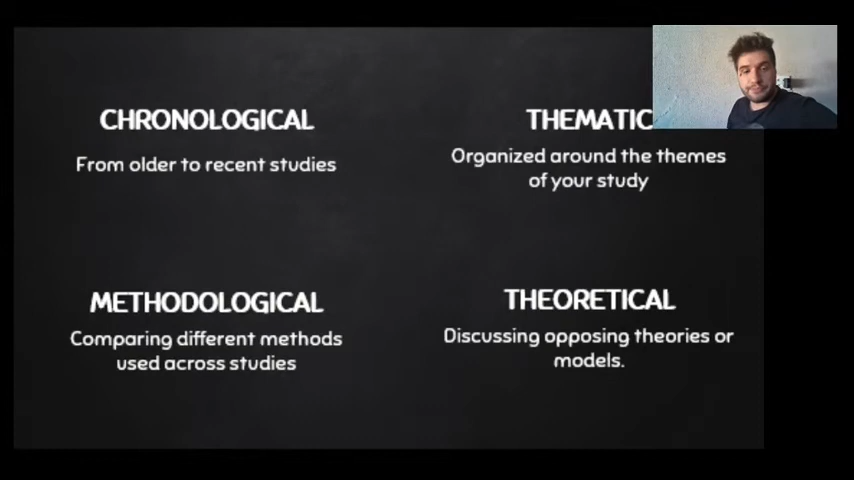 CHRONOLOGICAL
From older to recent studies
THEMATIC
Organized around the themes
of your study
METHODOLOGICAL
Comparing different methods
used across studies
THEORETICAL
Discussing opposing theories or
models.